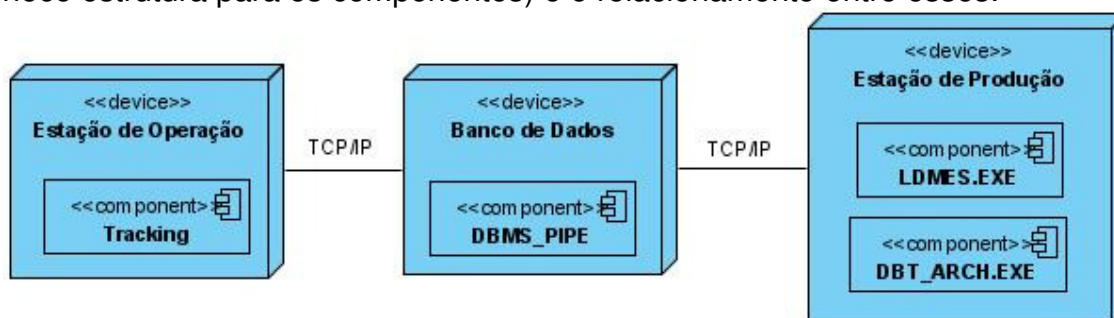 estrutura para os componentes) e o relacionamento entre esses.
<<device>>
Estação de Operação
<<component>>
Tracking
TCP/IP
<<device>>
Banco de Dados
<<component>>
DBMS_PIPE
TCP/IP
<<device>>
Estação de Produção
<<component>>
LDMES.EXE
<<component>>
DBT_ARCH.EXE